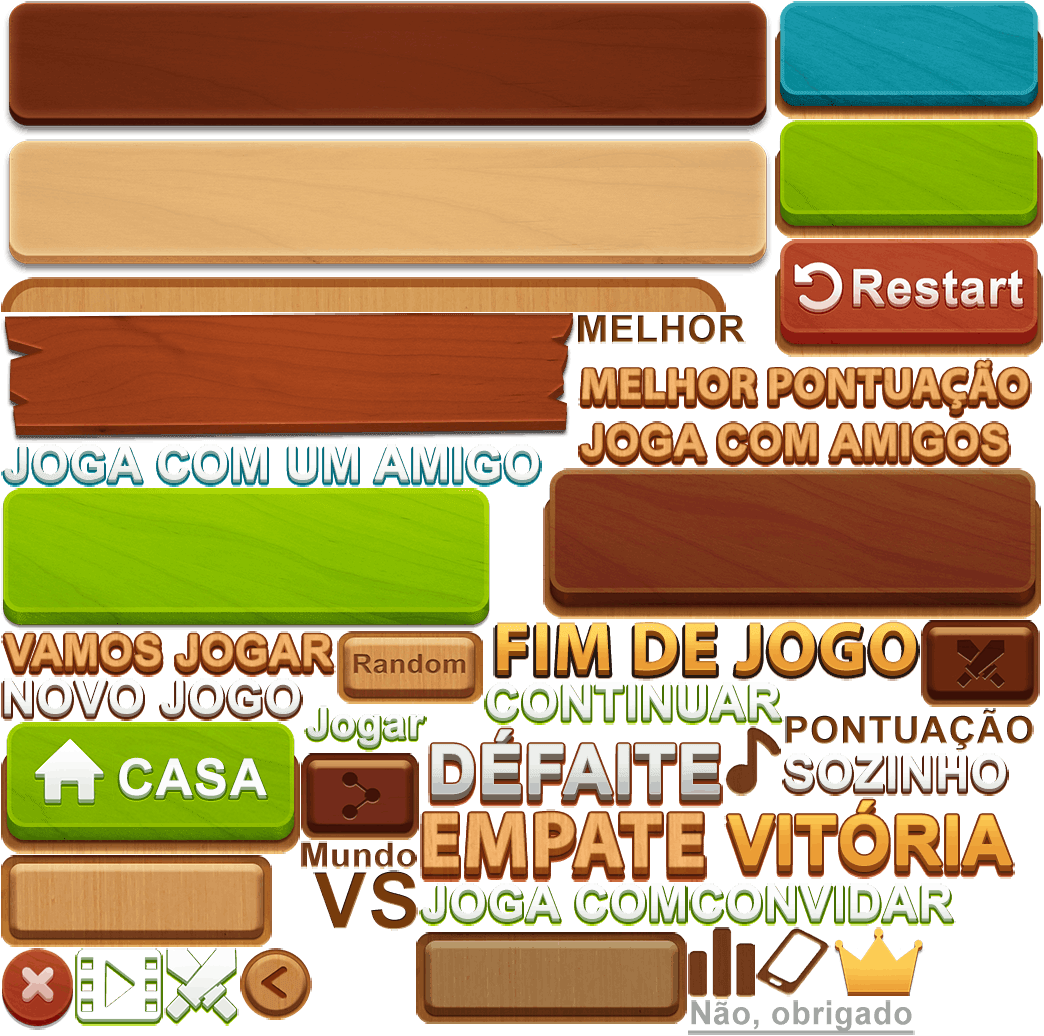 Restart
MELHOR
MELHOR PONTUAÇÃO
JOGA COM AMIGOS
JOGA COM UM AMIGO
VAMOS JOGAR
Random
FIM DE JOGO
NOVO JOGO
CONTINUAR
Jogar
PONTUAÇÃO
CASA
DÉFAITE
SOZINHO
EMPATE
VITÓRIA
Mundo
VS
JOGA COM
CONVIDAR
Não, obrigado